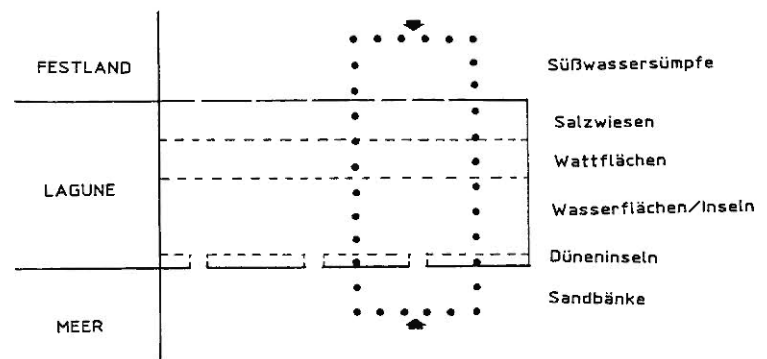 FESTLAND
Süßwassersümpfe
Salzwiesen
Wattflächen
LAGUNE
Wasserflächen/Inseln
Düneninseln
Sandbänke
MEER